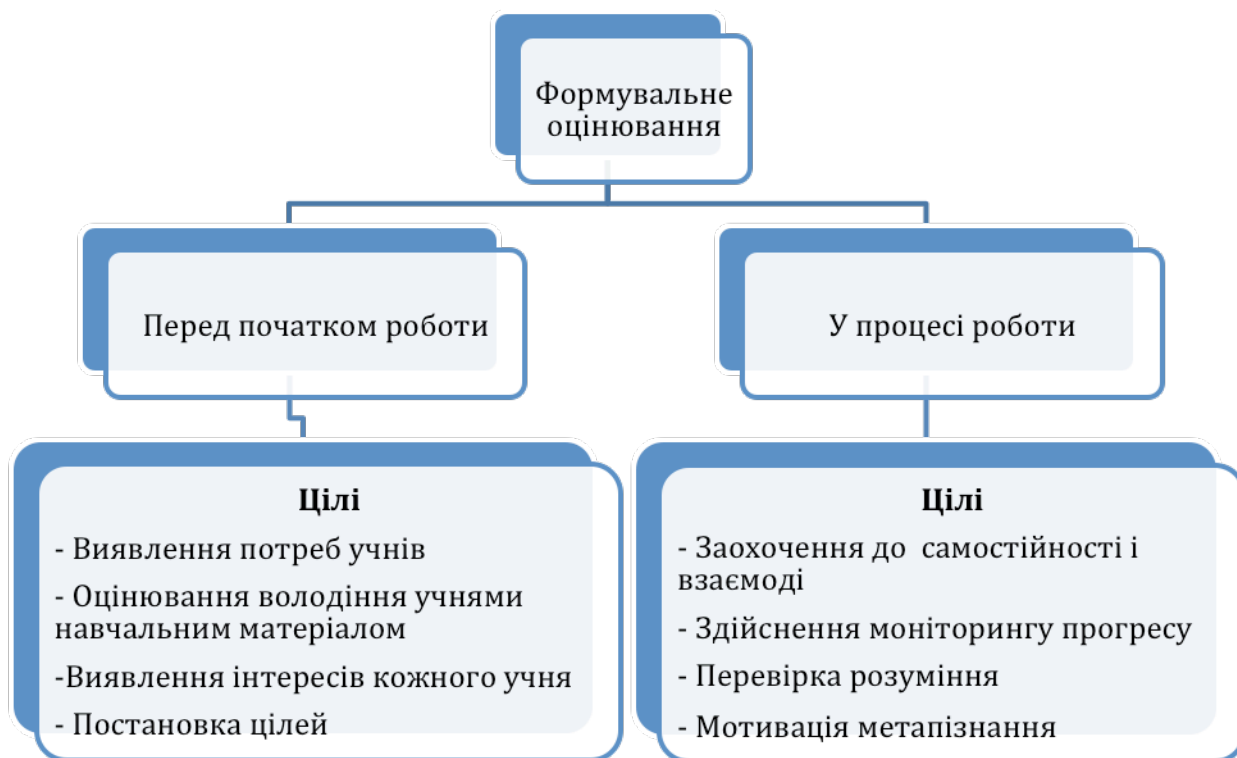 Формувальне
оцінювання
Перед початком роботи
У процесі роботи
Цілі
- Виявлення потреб учнів
- Оцінювання володіння учнями
навчальним матеріалом
-Виявлення інтересів кожного учня
- Постановка цілей
Цілі
- Заохочення до самостійності і
взаємоді
- Здійснення моніторингу прогресу
- Перевірка розуміння
- Мотивація метапізнання